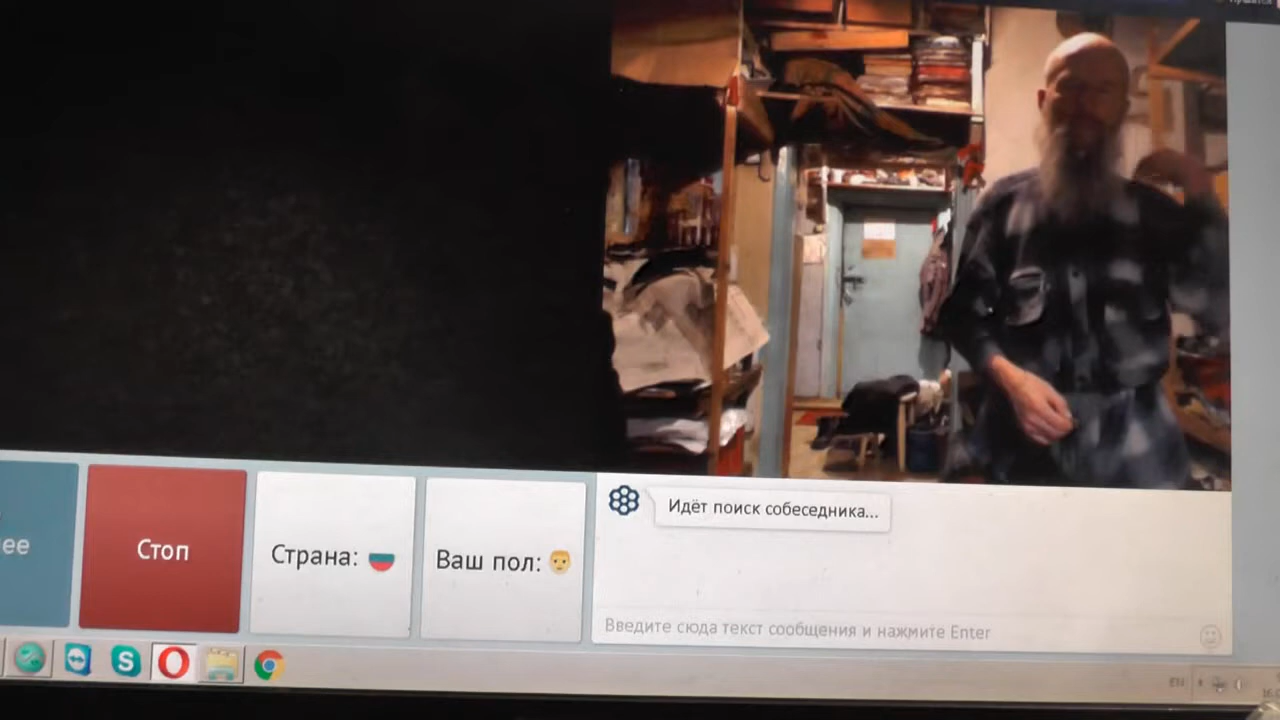 Идёт поиск собеседника...
ее
Стоп
Страна:
Ваш пол:
Введите сюда текст сообщения и нажмите Enter
EN